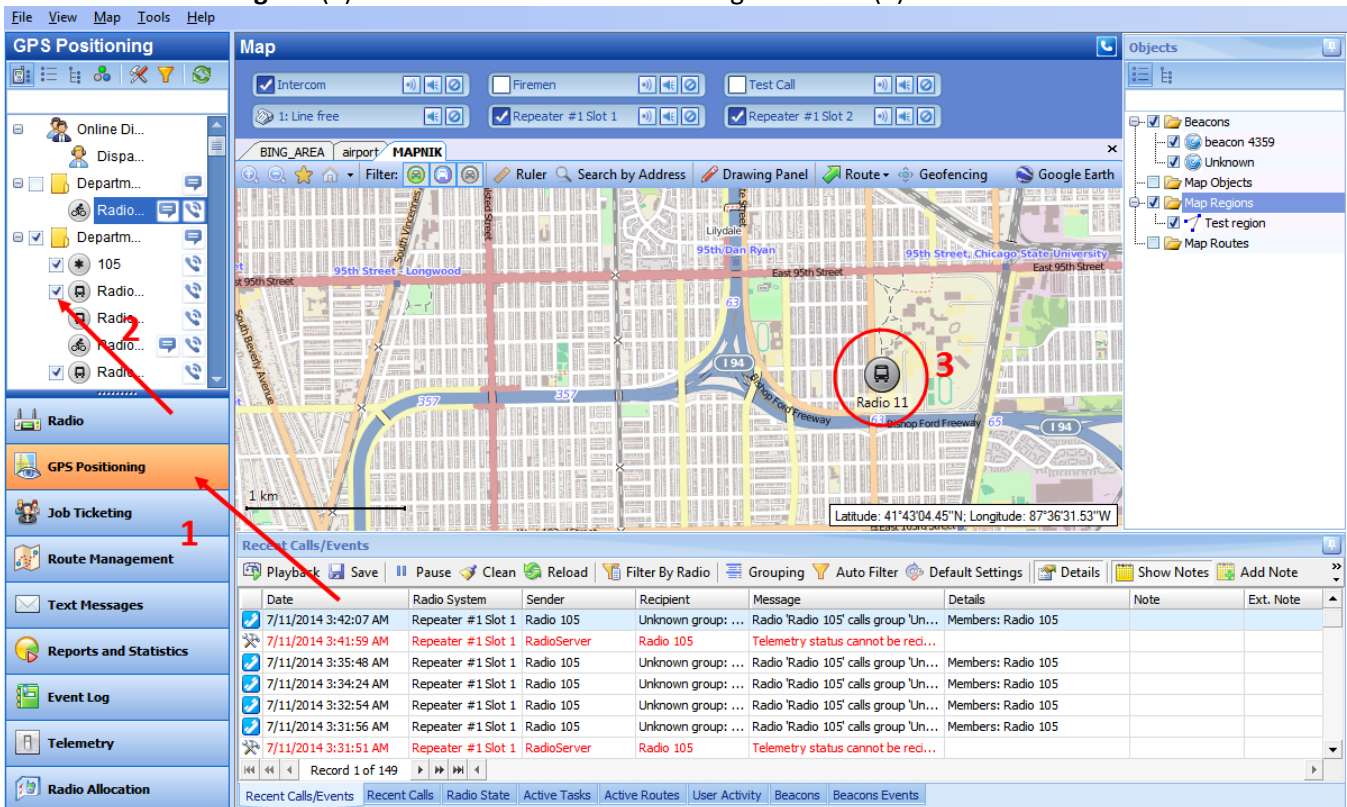 File View Map Tools Help
GPS Positioning
Online Di...
Dispa...
Departm...
Radio...
Departm...
105
Radio...
Radio...
Radio...
Radio...
2
Radio
GPS Positioning
Job Ticketing
1
Route Management
Text Messages
Reports and Statistics
Event Log
Telemetry
Radio Allocation
Map
Intercom Firemen Test Call
1: Line free Repeater #1 Slot 1 Repeater #1 Slot 2
BING_AREA airport MAPNIK
Filter: Ruler Search by Address Drawing Panel Route Geofencing Google Earth
South Vincennes
Lilydale
95th/Dan Ryan
95th Street, Chicago State University
95th Street - Longwood
East 95th Street
East 95th Street
st 95th Street
63
South Beverly Avenue
I 94
3
Radio 11
357
357
Bishop Ford Freeway
63
Bishop Ford Freeway
65
I 94
1 km
Latitude: 41°43'04.45"N; Longitude: 87°36'31.53"W
Objects
Beacons
beacon 4359
Unknown
Map Objects
Map Regions
Test region
Map Routes
Recent Calls/Events
Playback Save Pause Clean Reload Filter By Radio Grouping Auto Filter Default Settings Details Show Notes Add Note
Date Radio System Sender Recipient Message Details Note Ext. Note
7/11/2014 3:42:07 AM Repeater #1 Slot 1 Radio 105 Unknown group: ... Radio 'Radio 105' calls group 'Un... Members: Radio 105
7/11/2014 3:41:59 AM Repeater #1 Slot 1 RadioServer Radio 105 Telemetry status cannot be reci...
7/11/2014 3:35:48 AM Repeater #1 Slot 1 Radio 105 Unknown group: ... Radio 'Radio 105' calls group 'Un... Members: Radio 105
7/11/2014 3:34:24 AM Repeater #1 Slot 1 Radio 105 Unknown group: ... Radio 'Radio 105' calls group 'Un... Members: Radio 105
7/11/2014 3:32:54 AM Repeater #1 Slot 1 Radio 105 Unknown group: ... Radio 'Radio 105' calls group 'Un... Members: Radio 105
7/11/2014 3:31:56 AM Repeater #1 Slot 1 Radio 105 Unknown group: ... Radio 'Radio 105' calls group 'Un... Members: Radio 105
7/11/2014 3:31:51 AM Repeater #1 Slot 1 RadioServer Radio 105 Telemetry status cannot be reci...
Record 1 of 149
Recent Calls/Events Recent Calls Radio State Active Tasks Active Routes User Activity Beacons Beacons Events